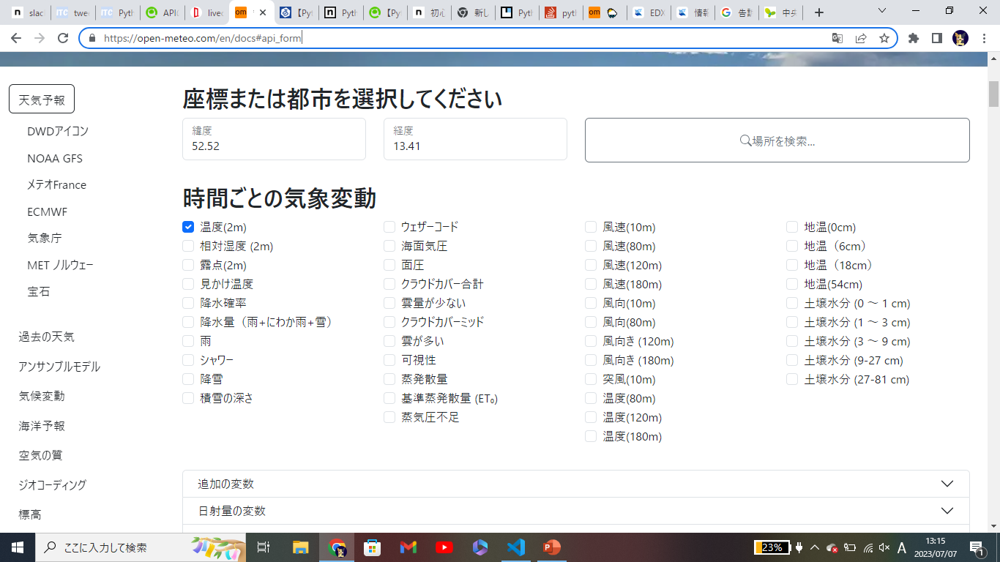 slac
twee
Pyth
APIC
livec
【Pyt
Pyth
【Pyt
初心
新し
Pyth
pyth
EDX
情報
告訴
中央
https://open-meteo.com/en/docs#api_form
天気予報
DWDアイコン
NOAA GFS
メテオFrance
ECMWF
気象庁
MET ノルウェー
宝石
過去の天気
アンサンブルモデル
気候変動
海洋予報
空気の質
ジオコーディング
標高
座標または都市を選択してください
緯度
52.52
経度
13.41
場所を検索...
時間ごとの気象変動
温度(2m)
相対湿度 (2m)
露点(2m)
見かけ温度
降水確率
降水量（雨+にわか雨+雪）
雨
シャワー
降雪
積雪の深さ
ウェザーコード
海面気圧
面圧
クラウドカバー合計
雲量が少ない
クラウドカバーミッド
雲が多い
可視性
蒸発散量
基準蒸発散量 (ET₀)
蒸気圧不足
風速(10m)
風速(80m)
風速(120m)
風速(180m)
風向(10m)
風向(80m)
風向き (120m)
風向き (180m)
突風(10m)
温度(80m)
温度(120m)
温度(180m)
地温(0cm)
地温（6cm）
地温（18cm）
地温(54cm)
土壌水分 (0 ～ 1 cm)
土壌水分 (1 ～ 3 cm)
土壌水分 (3 ～ 9 cm)
土壌水分 (9-27 cm)
土壌水分 (27-81 cm)
追加の変数
日射量の変数
ここに入力して検索
23%
A
13:15
2023/07/07
1